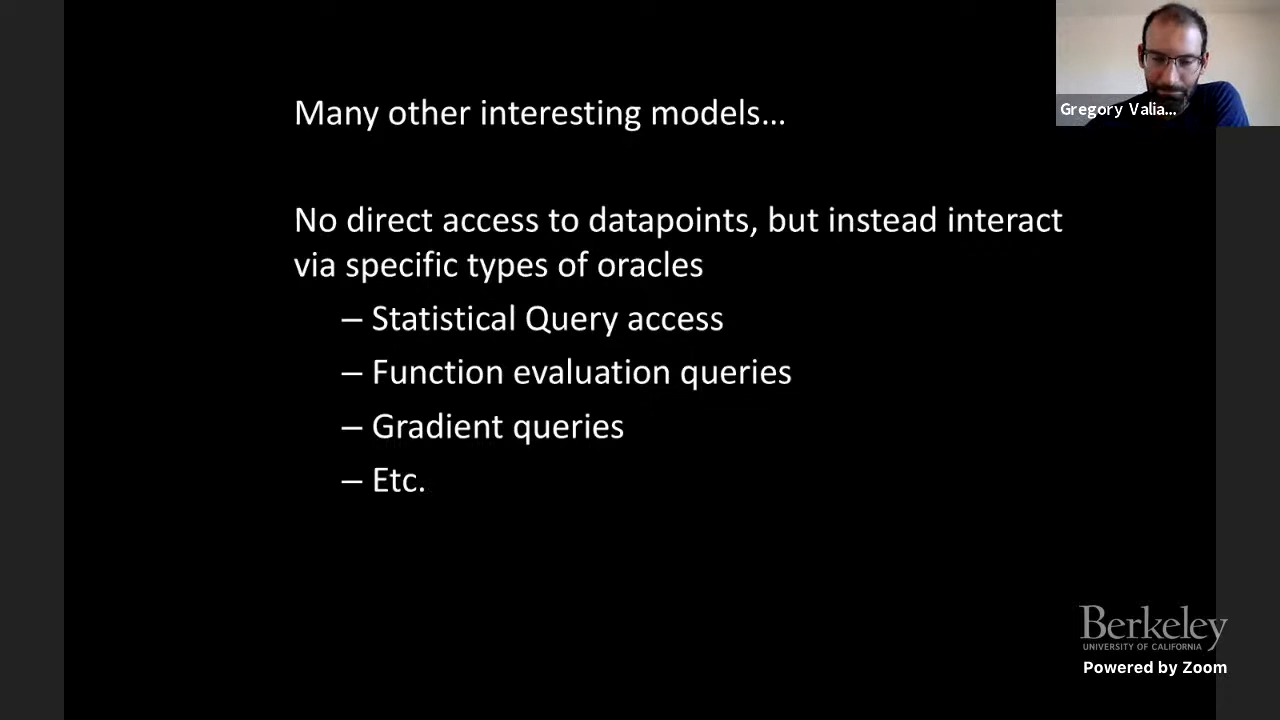 Many other interesting models...
Gregory Valia...
No direct access to datapoints, but instead interact
via specific types of oracles
– Statistical Query access
– Function evaluation queries
– Gradient queries
– Etc.
Berkeley
UNIVERSITY OF CALIFORNIA
Powered by Zoom